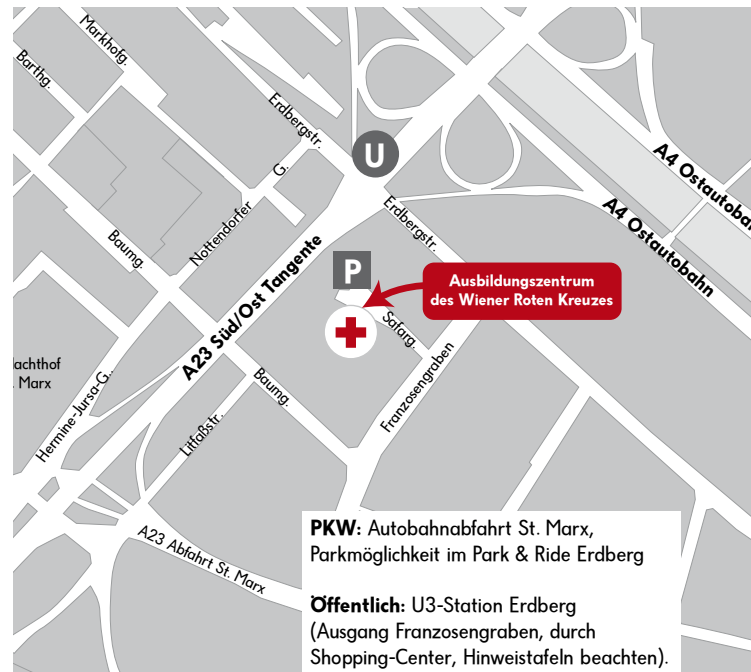 Markhofg.
Barthg.
Erdbergstr.
U
A4 Ostautobahn
A4 Ostautobahn
Nottendorfer G.
Erdbergstr.
Baumg.
A23 Süd/Ost Tangente
P
Ausbildungszentrum
des Wiener Roten Kreuzes
Safarg.
achthof
Marx
Hermine-Jursa-G..
Baumg.
Franzosengraben
Litfaßstr.
A23 Abfahrt St. Marx
PKW: Autobahnabfahrt St. Marx,
Parkmöglichkeit im Park & Ride Erdberg
Öffentlich: U3-Station Erdberg
(Ausgang Franzosengraben, durch
Shopping-Center, Hinweistafeln beachten).